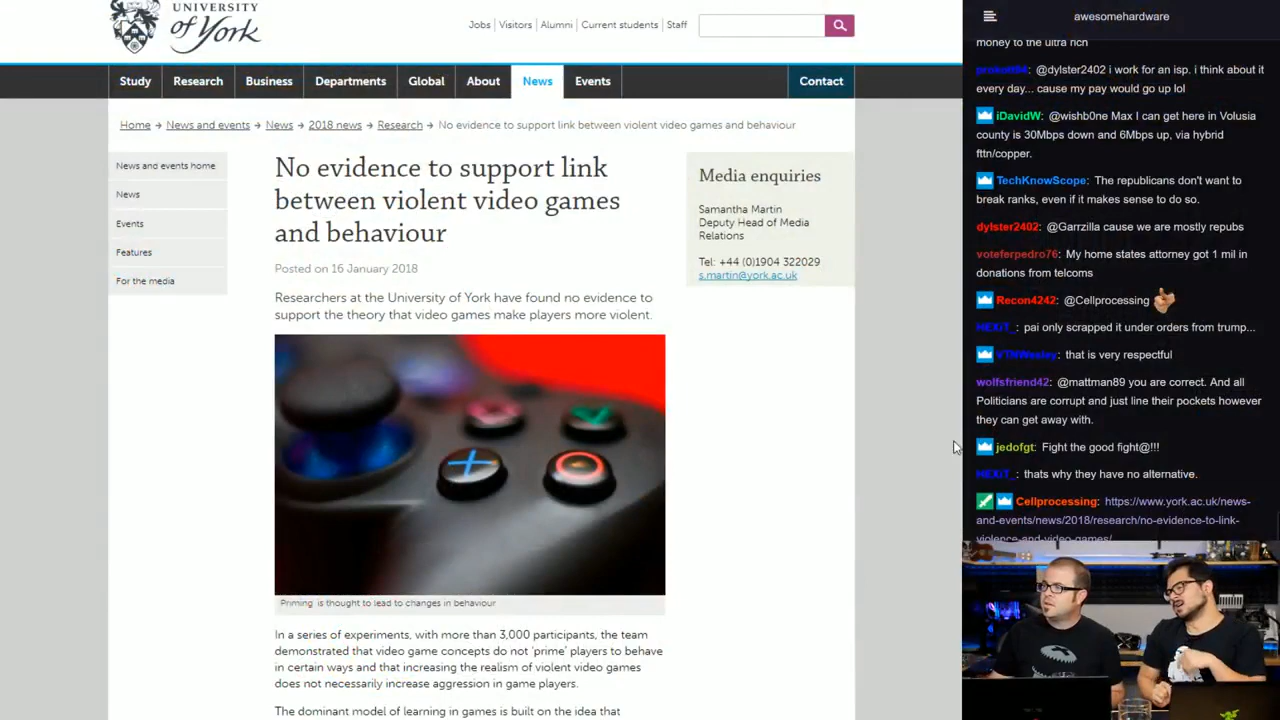 UNIVERSITY
of York
Jobs
Visitors
Alumni
Current students
Staff
Study
Research
Business
Departments
Global
About
News
Events
Contact
Home → News and events → News → 2018 news → Research → No evidence to support link between violent video games and behaviour
News and events home
News
Events
Features
For the media
No evidence to support link
between violent video games
and behaviour
Posted on 16 January 2018
Researchers at the University of York have found no evidence to
support the theory that video games make players more violent.
'Priming' is thought to lead to changes in behaviour
In a series of experiments, with more than 3,000 participants, the team
demonstrated that video game concepts do not 'prime' players to behave
in certain ways and that increasing the realism of violent video games
does not necessarily increase aggression in game players.
The dominant model of learning in games is built on the idea that
Media enquiries
Samantha Martin
Deputy Head of Media
Relations
Tel: +44 (0)1904 322029
s.martin@york.ac.uk
awesomehardware
money to the ultra rich
prokott84: @dylster2402 i work for an isp. i think about it
every day... cause my pay would go up lol
iDavidW: @wishb0ne Max I can get here in Volusia
county is 30Mbps down and 6Mbps up, via hybrid
fttn/copper.
TechKnowScope: The republicans don't want to
break ranks, even if it makes sense to do so.
dylster2402: @Garrzilla cause we are mostly repubs
voteferpedro76: My home states attorney got 1 mil in
donations from telcoms
Recon4242: @Cellprocessing
HEXiT_: pai only scrapped it under orders from trump...
VTNWesley: that is very respectful
wolfsfriend42: @mattman89 you are correct. And all
Politicians are corrupt and just line their pockets however
they can get away with.
jedofgt: Fight the good fight@!!!
HEXiT_: thats why they have no alternative.
Cellprocessing: https://www.york.ac.uk/news-
and-events/news/2018/research/no-evidence-to-link-
violence-and-video-games/